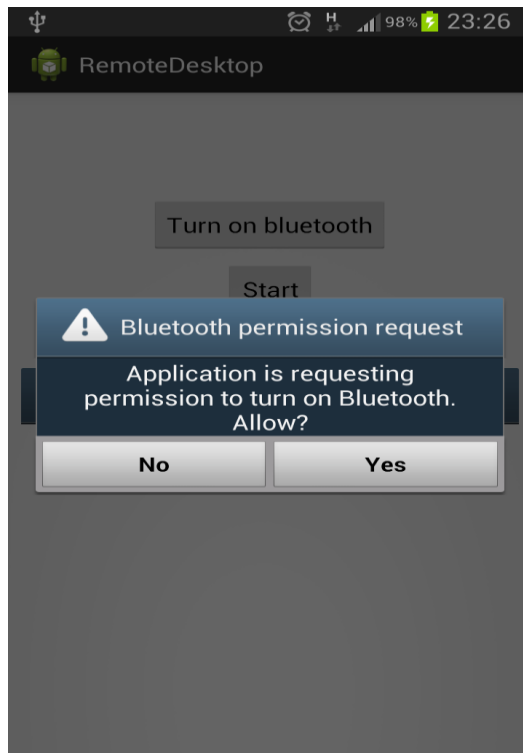 H
98%
23:26
RemoteDesktop
Turn on bluetooth
Start
Bluetooth permission request
Application is requesting
permission to turn on Bluetooth.
Allow?
No
Yes